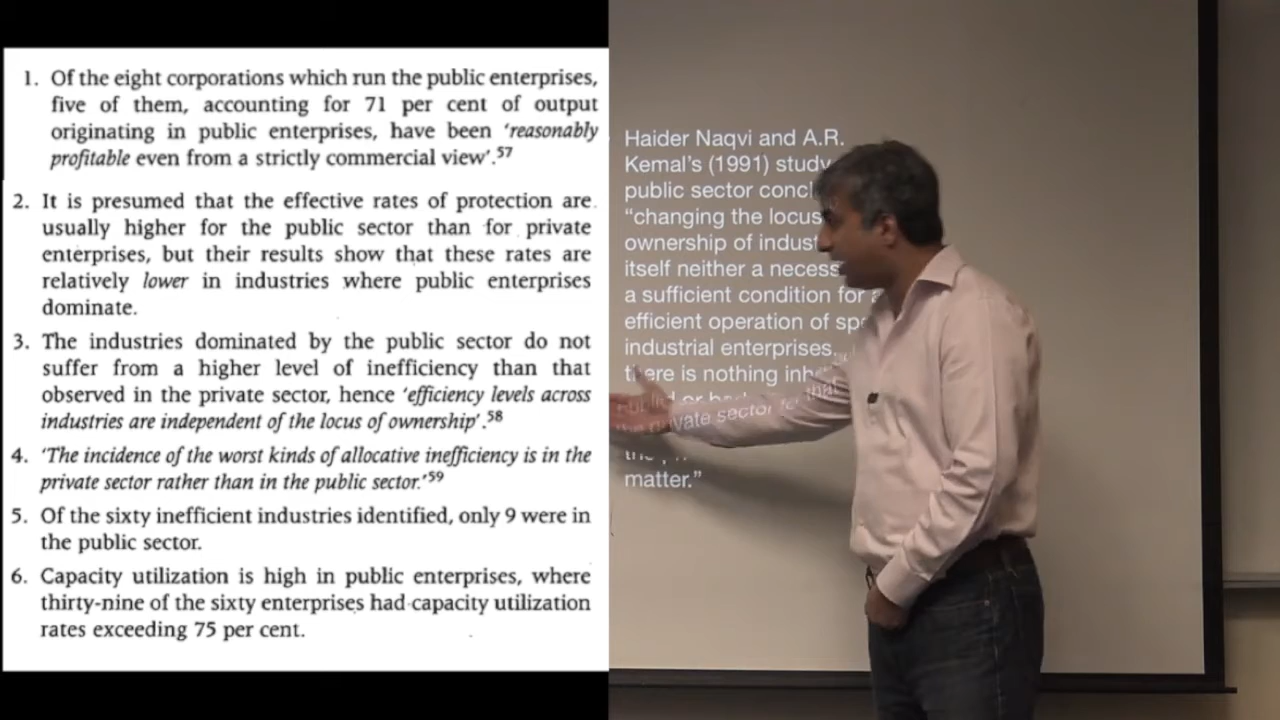 1. Of the eight corporations which run the public enterprises,
five of them, accounting for 71 per cent of output
originating in public enterprises, have been 'reasonably
profitable even from a strictly commercial view'.57
2. It is presumed that the effective rates of protection are
usually higher for the public sector than for private
enterprises, but their results show that these rates are
relatively lower in industries where public enterprises
dominate.
3. The industries dominated by the public sector do not
suffer from a higher level of inefficiency than that
observed in the private sector, hence 'efficiency levels across
industries are independent of the locus of ownership'.58
4. 'The incidence of the worst kinds of allocative inefficiency is in the
private sector rather than in the public sector.'59
5. Of the sixty inefficient industries identified, only 9 were in
the public sector.
6. Capacity utilization is high in public enterprises, where
thirty-nine of the sixty enterprises had capacity utilization
rates exceeding 75 per cent.
Haider Naqvi and A.R.
Kemal's (1991) study
public sector
"changing the locus
ownership of
itself neither a
a sufficient condition for
efficient operation of
industrial enterprises,
there is nothing
private sector for that
matter."